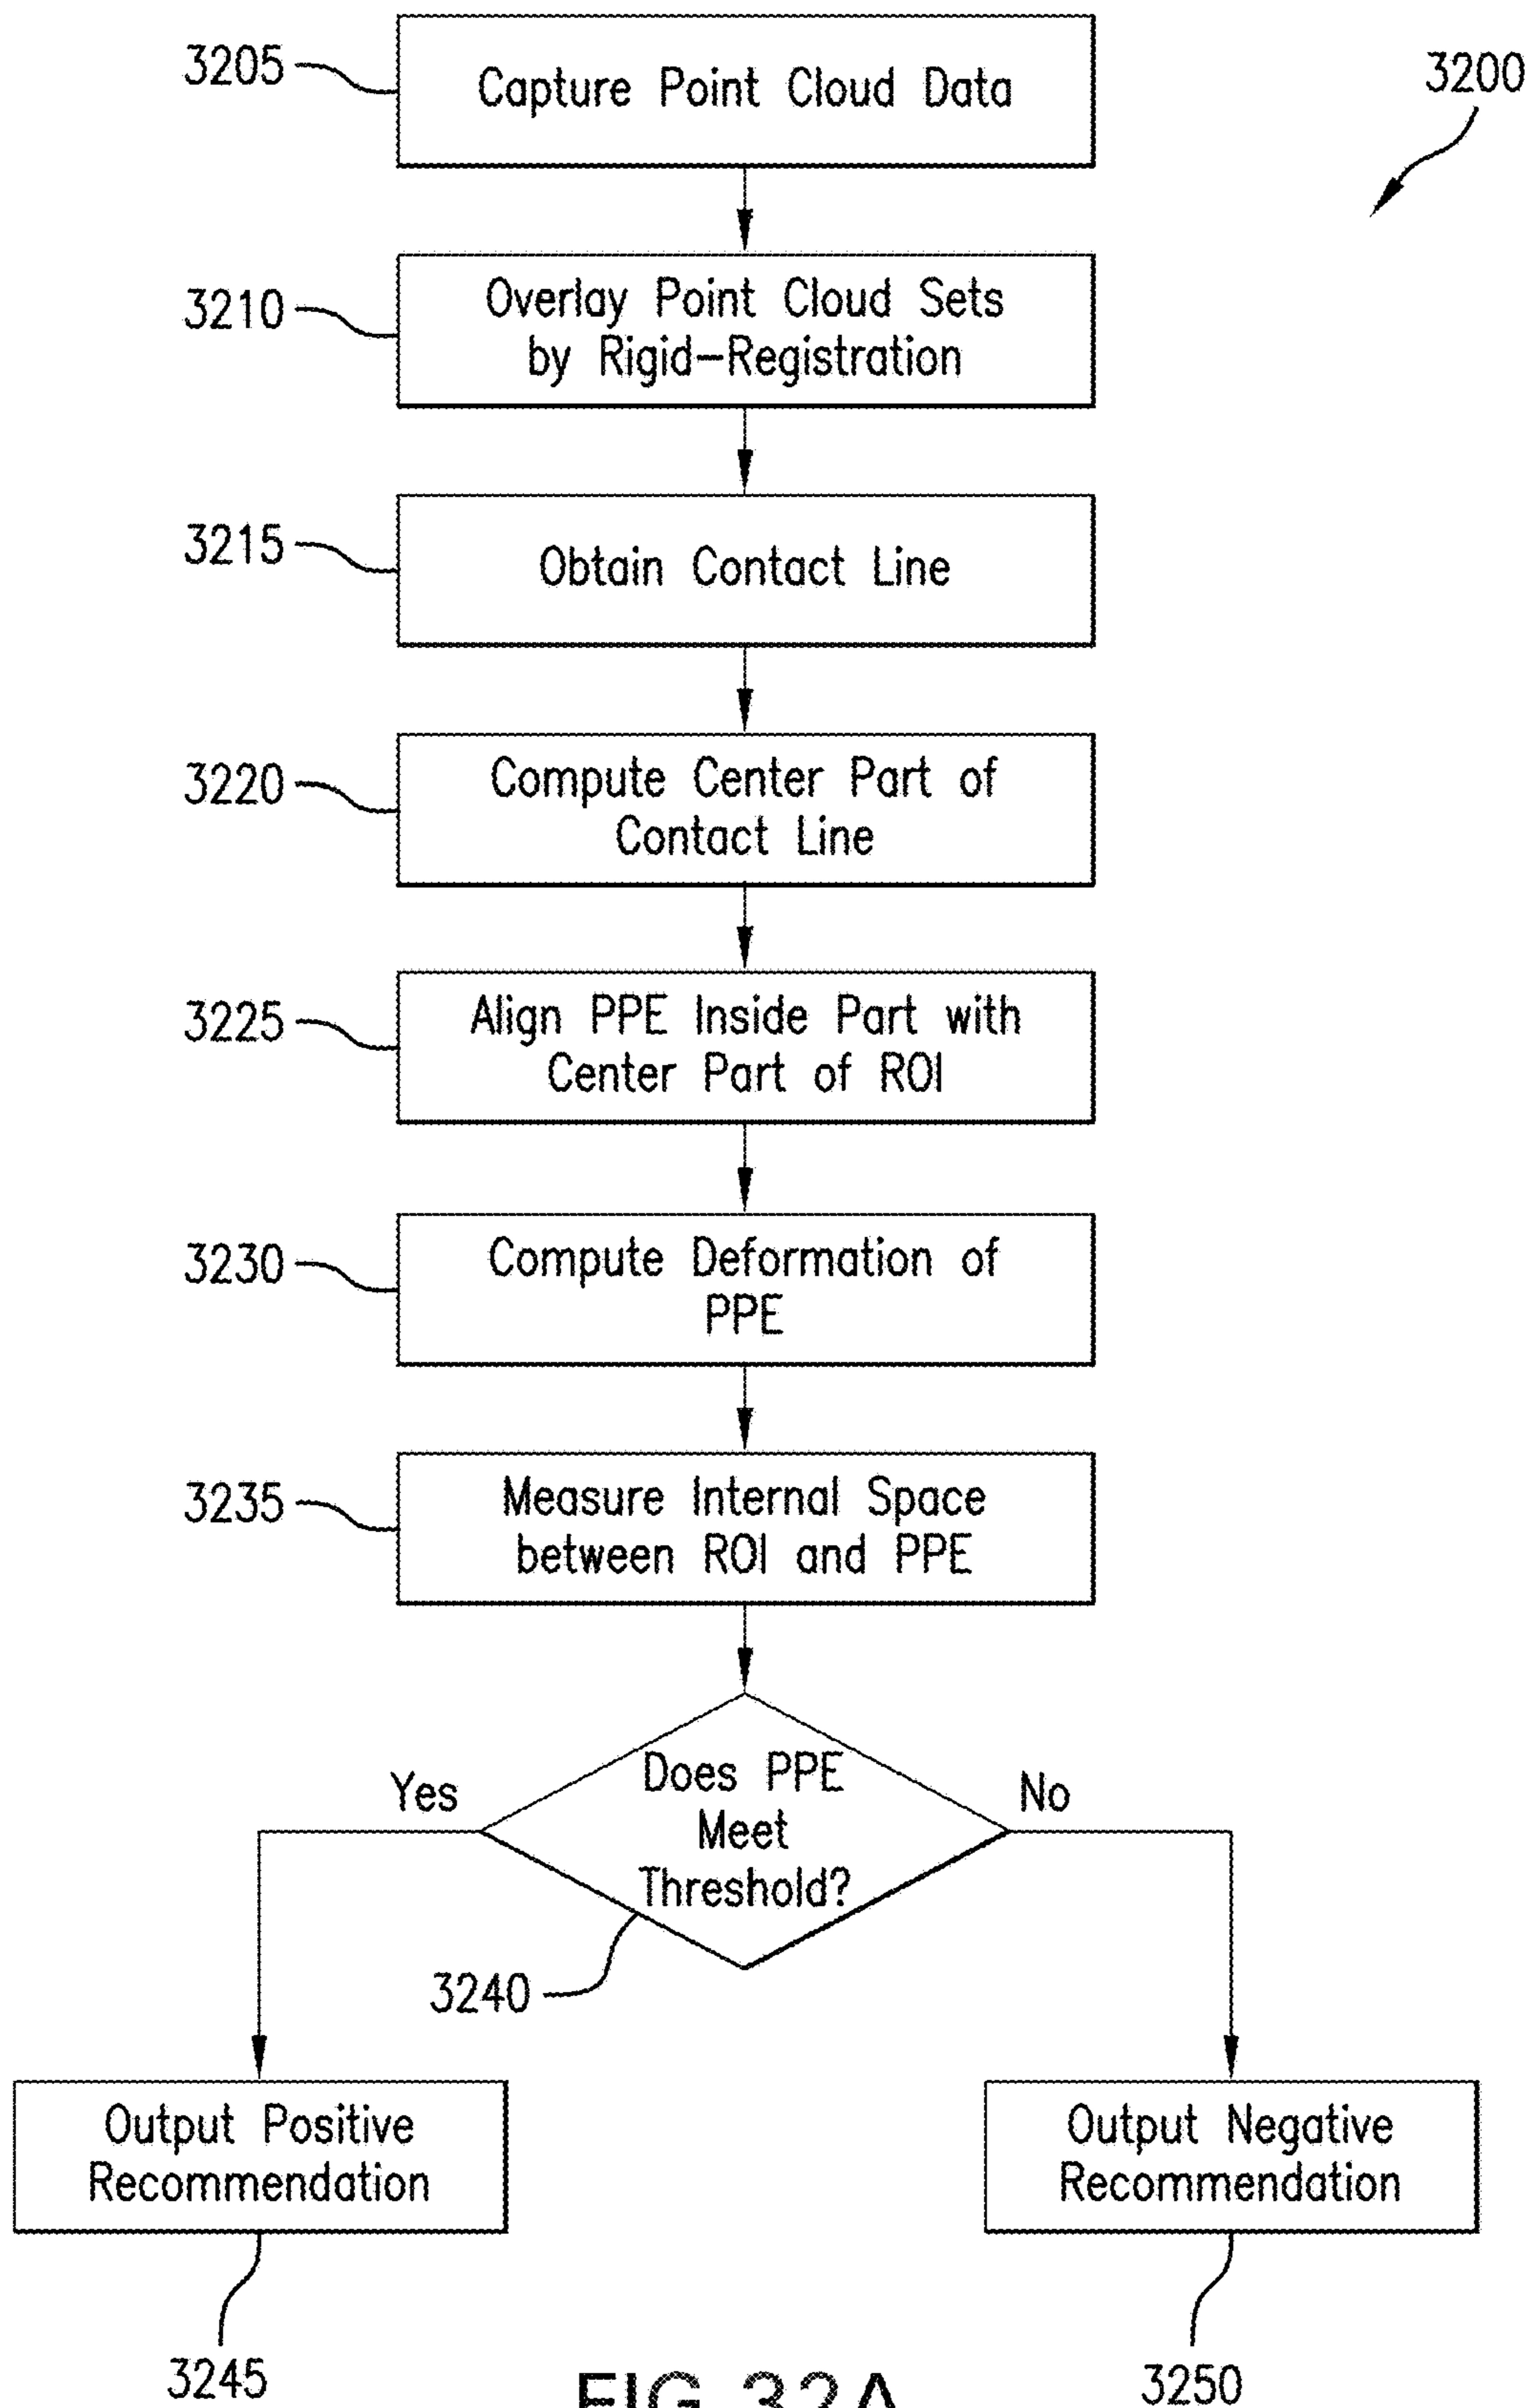 3200
3205
Capture Point Cloud Data
3210
Overlay Point Cloud Sets
by Rigid-Registration
3215
Obtain Contact Line
3220
Compute Center Part of
Contact Line
3225
Align PPE Inside Part with
Center Part of ROI
3230
Compute Deformation of
PPE
3235
Measure Internal Space
between ROI and PPE
Does PPE
Meet
Threshold?
Yes
No
3240
Output Positive
Recommendation
Output Negative
Recommendation
3245
3250
FIG.32A